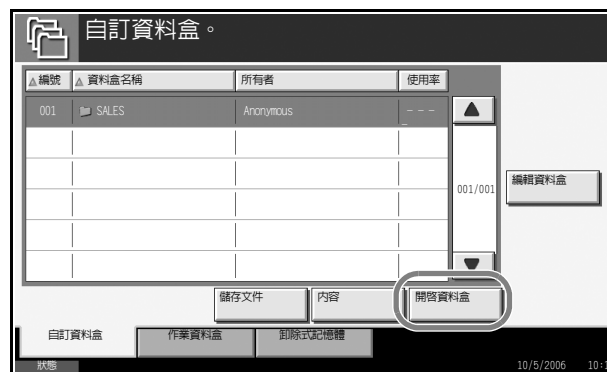 自訂資料盒。
編號 資料盒名稱 所有者 使用率
001 SALES Anonymous ---
001/001
編輯資料盒
儲存文件 內容 開啓資料盒
自訂資料盒 作業資料盒 卸除式記憶體
狀態 10/5/2006